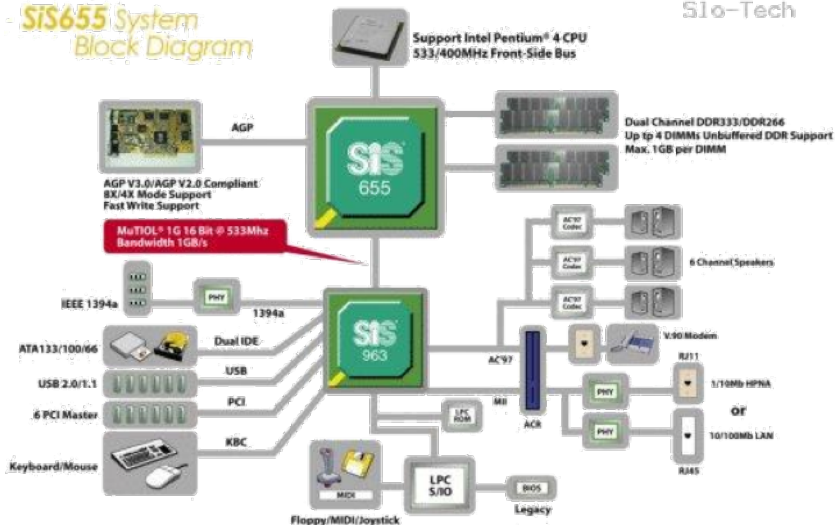 SiS655 System
Block Diagram
Slo-Tech
Support Intel Pentium® 4 CPU
533/400MHz Front-Side Bus
AGP
Dual Channel DDR333/DDR266
Up tp 4 DIMMs Unbuffered DDR Support
Max. 1GB per DIMM
SiS
655
AGP V3.0/AGP V2.0 Compliant
8X/4X Mode Support
Fast Write Support
MuTIOL® 1G 16 Bit @ 533Mhz
Bandwidth 1GB/s
AC'97
Codec
AC'97
Codec
6 Channel Speakers
AC'97
Codec
IEEE 1394a
PHY
1394a
SiS
963
ATA133/100/66
Dual IDE
USB 2.0/1.1
USB
6 PCI Master
PCI
Keyboard/Mouse
KBC
AC'97
MII
ACR
V.90 Modem
RJ11
PHY
1/10Mb HPNA
or
PHY
10/100Mb LAN
RJ45
LPC
ROM
MIDI
Floppy/MIDI/Joystick
LPC
S/IO
BIOS
Legacy